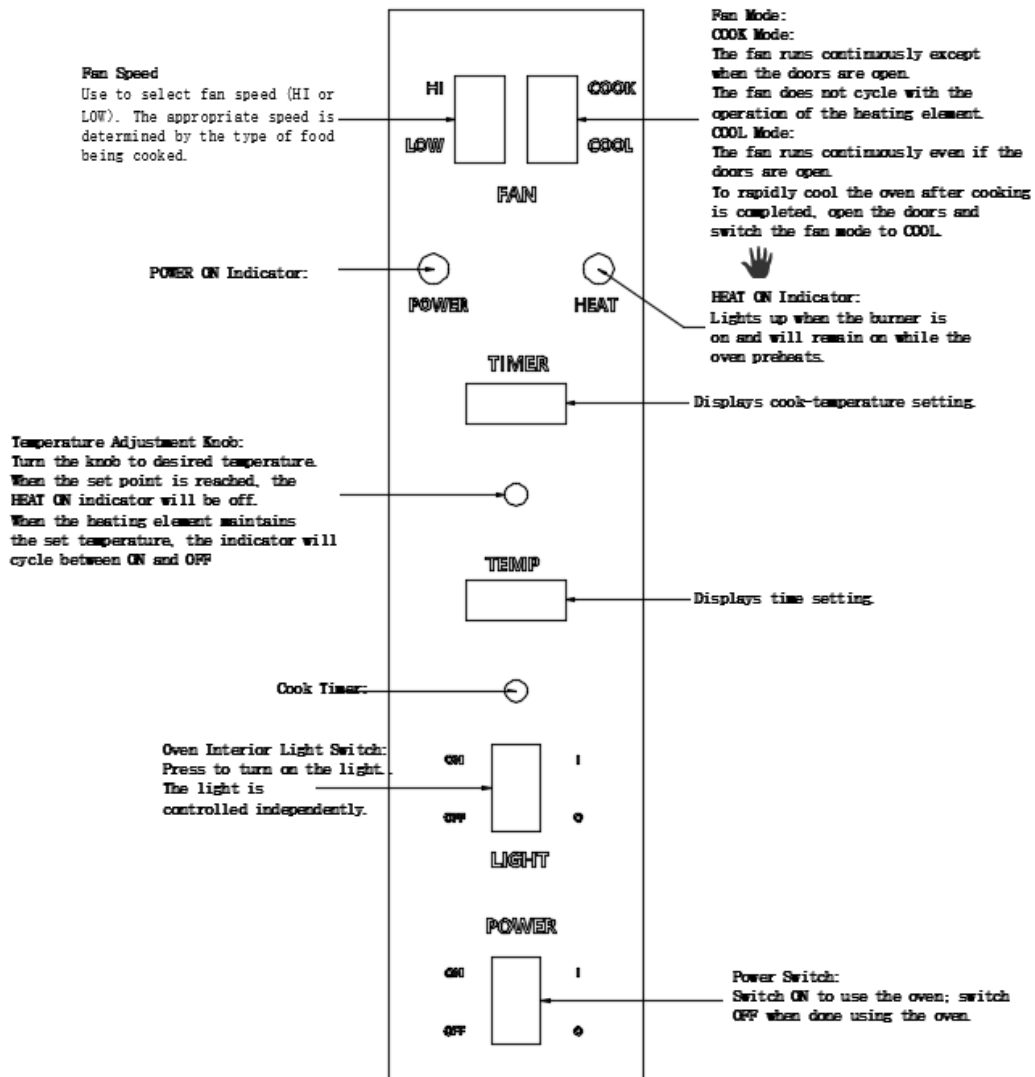 Fan Speed
Use to select fan speed (HI or
LOW). The appropriate speed is
determined by the type of food
being cooked.
HI
LOW
COOK
COOL
FAN
Fan Mode:
COOK Mode:
The fan runs continuously except
when the doors are open.
The fan does not cycle with the
operation of the heating element.
COOL Mode:
The fan runs continuously even if the
doors are open.
To rapidly cool the oven after cooking
is completed, open the doors and
switch the fan mode to COOL.
POWER ON Indicator:
POWER
HEAT
HEAT ON Indicator:
Lights up when the burner is
on and will remain on while the
oven preheats.
TIMER
Displays cook-temperature setting.
Temperature Adjustment Knob:
Turn the knob to desired temperature.
When the set point is reached, the
HEAT ON indicator will be off.
When the heating element maintains
the set temperature, the indicator will
cycle between ON and OFF
TEMP
Displays time setting.
Cook Timer:
Oven Interior Light Switch:
Press to turn on the light.
The light is
controlled independently.
ON I
OFF O
LIGHT
POWER
ON I
OFF O
Power Switch:
Switch ON to use the oven; switch
OFF when done using the oven.